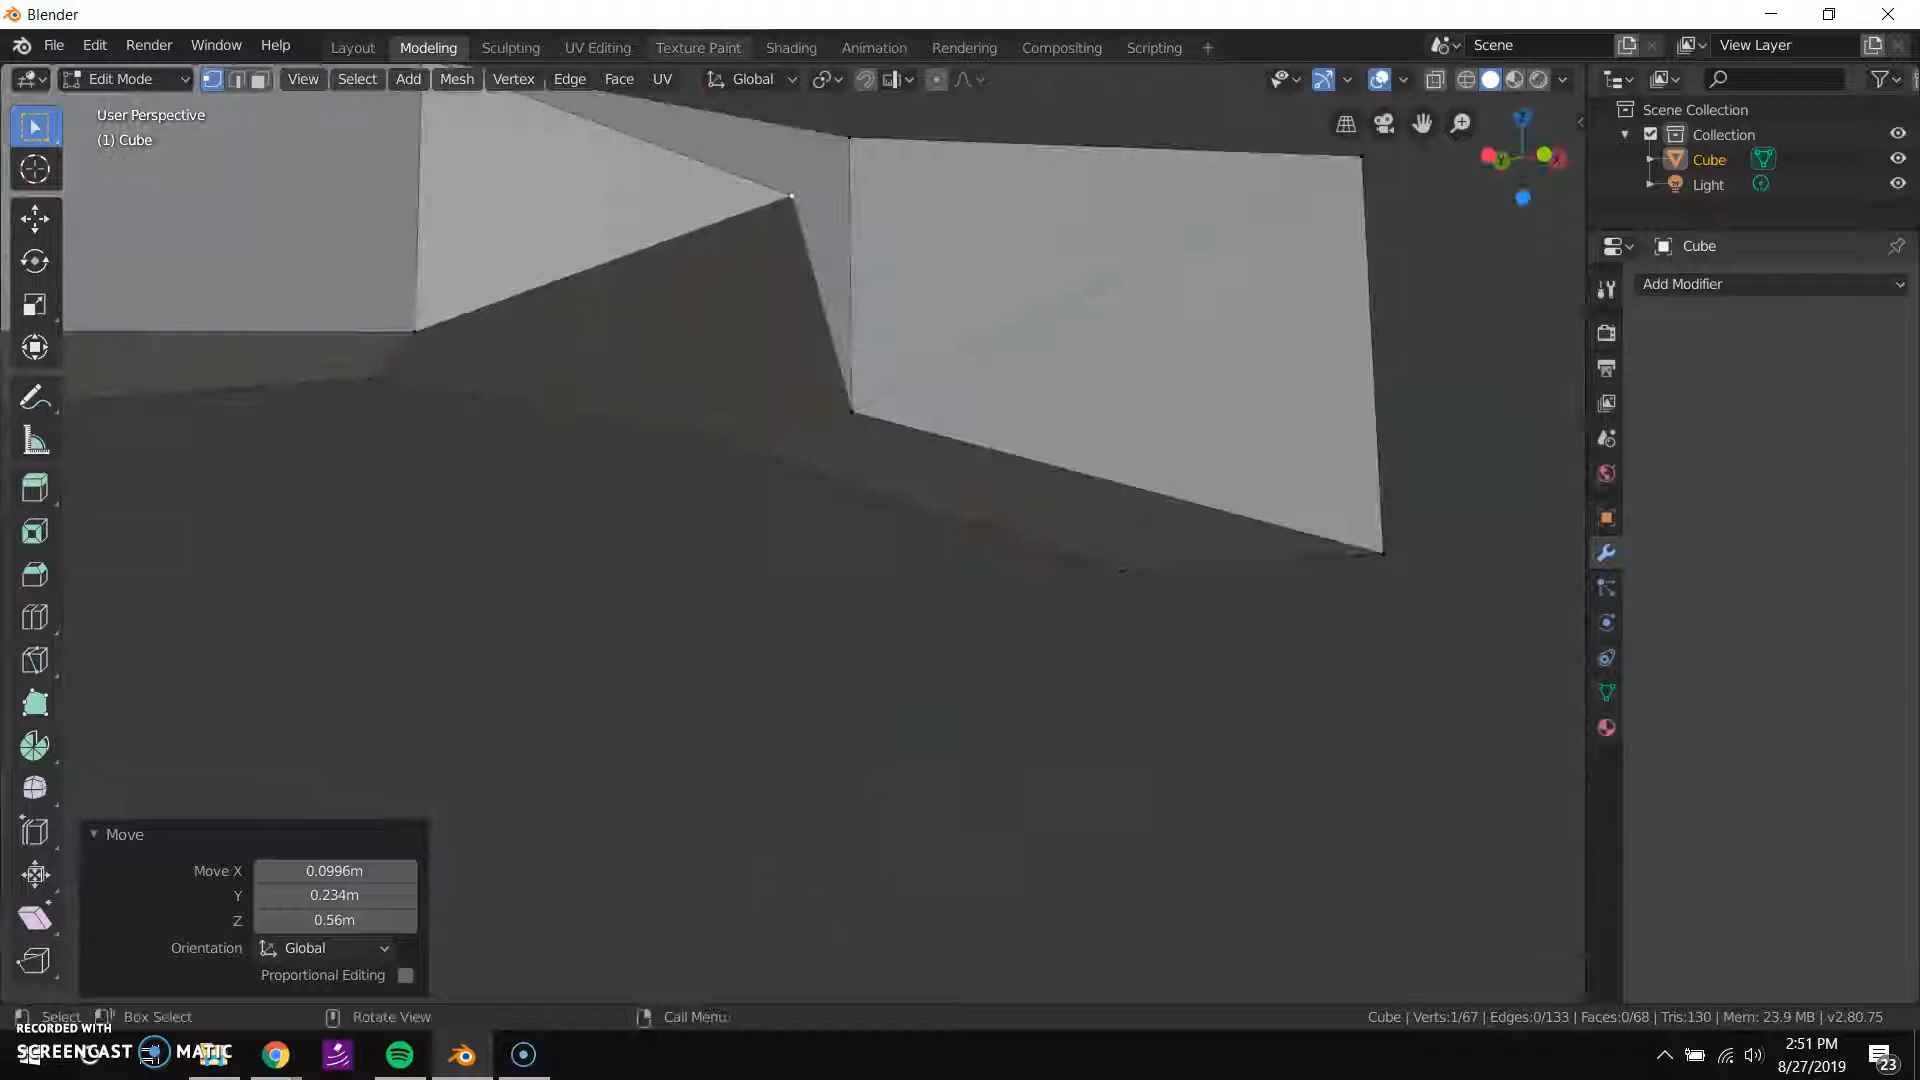 Blender
File Edit Render Window Help Layout Modeling Sculpting UV Editing Texture Paint Shading Animation Rendering Compositing Scripting + Scene View Layer
Edit Mode View Select Add Mesh Vertex Edge Face UV Global
User Perspective
(1) Cube
Scene Collection
Collection
Cube
Light
Cube
Add Modifier
Z
Y
X
Move
Move X 0.0996m
Y 0.234m
Z 0.56m
Orientation Global
Proportional Editing
Select Box Select Rotate View Call Menu Cube | Verts:1/67 | Edges:0/133 | Faces:0/68 | Tris:130 | Mem: 23.9 MB | v2.80.75
RECORDED WITH
SCREENCAST MATIC
2:51 PM
8/27/2019
23